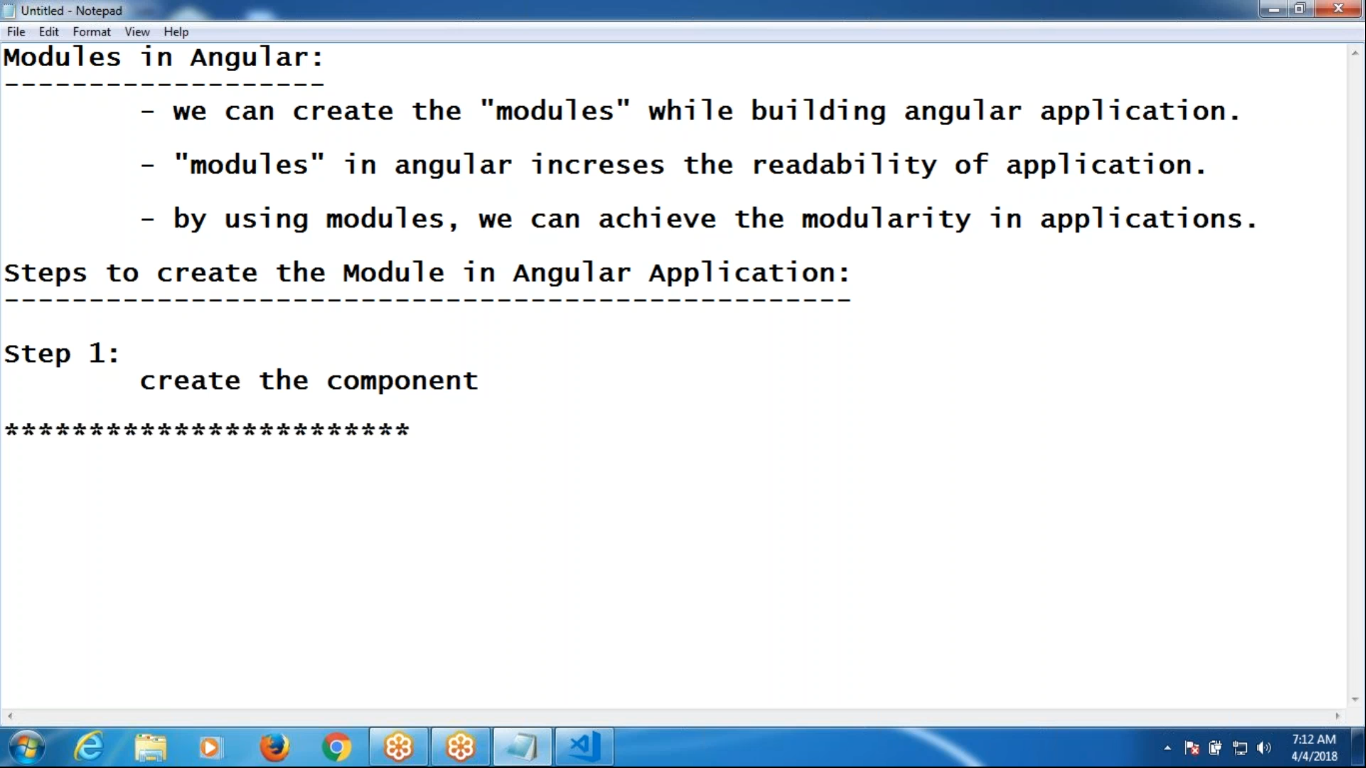 Untitled - Notepad
File Edit Format View Help
Modules in Angular:
-------------------
- we can create the "modules" while building angular application.
- "modules" in angular increses the readability of application.
- by using modules, we can achieve the modularity in applications.
Steps to create the Module in Angular Application:
--------------------------------------------------
Step 1:
create the component
************************
7:12 AM
4/4/2018